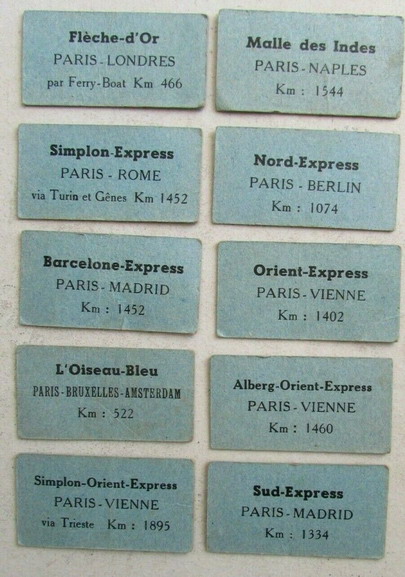 Flèche-d'Or
PARIS-LONDRES
par Ferry-Boat Km 466
Malle des Indes
PARIS-NAPLES
Km : 1544
Simplon-Express
PARIS - ROME
via Turin et Gênes Km 1452
Nord-Express
PARIS - BERLIN
Km : 1074
Barcelone-Express
PARIS-MADRID
Km : 1452
Orient-Express
PARIS-VIENNE
Km : 1402
L'Oiseau-Bleu
PARIS-BRUXELLES-AMSTERDAM
Km : 522
Alberg-Orient-Express
PARIS-VIENNE
Km : 1460
Simplon-Orient-Express
PARIS-VIENNE
via Trieste Km : 1895
Sud-Express
PARIS-MADRID
Km : 1334